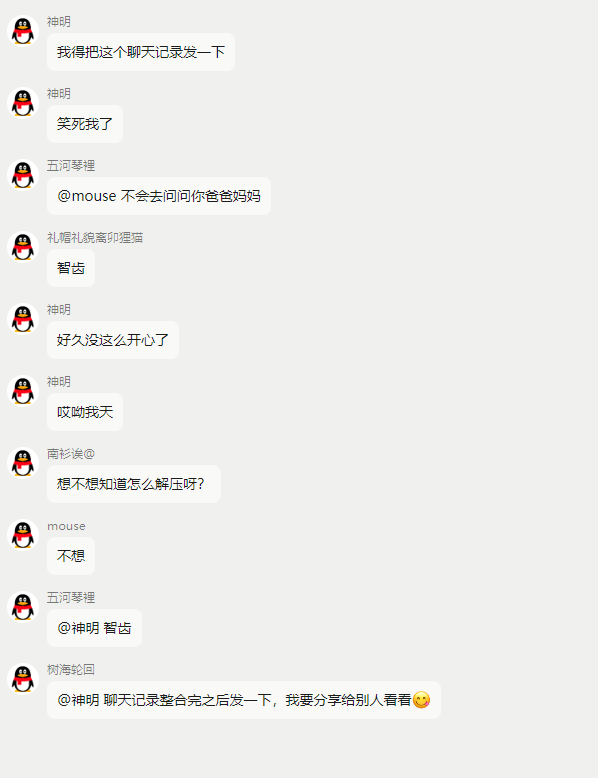 神明
我得把这个聊天记录发一下
神明
笑死我了
五河琴裡
@mouse 不会去问问你爸爸妈妈
礼帽礼貌离卯狸猫
智齿
神明
好久没这么开心了
神明
哎呦我天
南衫诶@
想不想知道怎么解压呀？
mouse
不想
五河琴裡
@神明 智齿
树海轮回
@神明 聊天记录整合完之后发一下，我要分享给别人看看😋